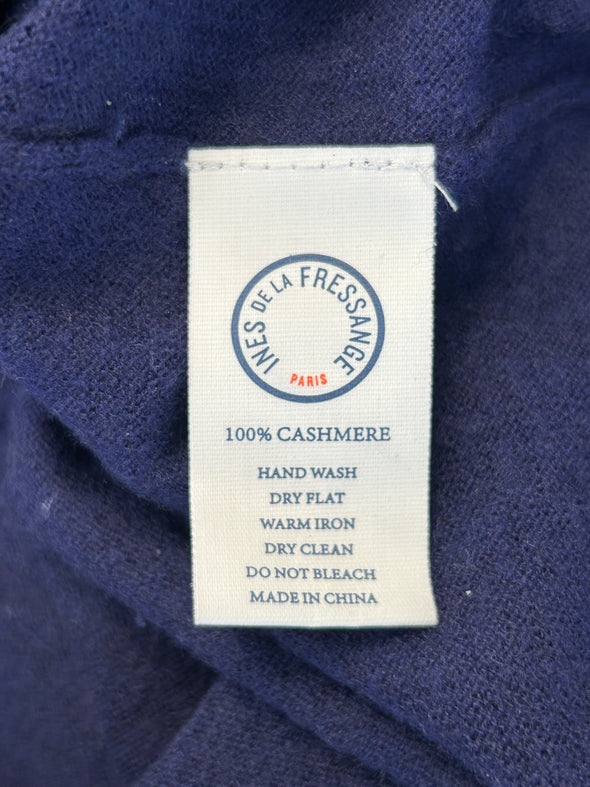 INES DE LA FRESSANGE
PARIS
100% CASHMERE
HAND WASH
DRY FLAT
WARM IRON
DRY CLEAN
DO NOT BLEACH
MADE IN CHINA